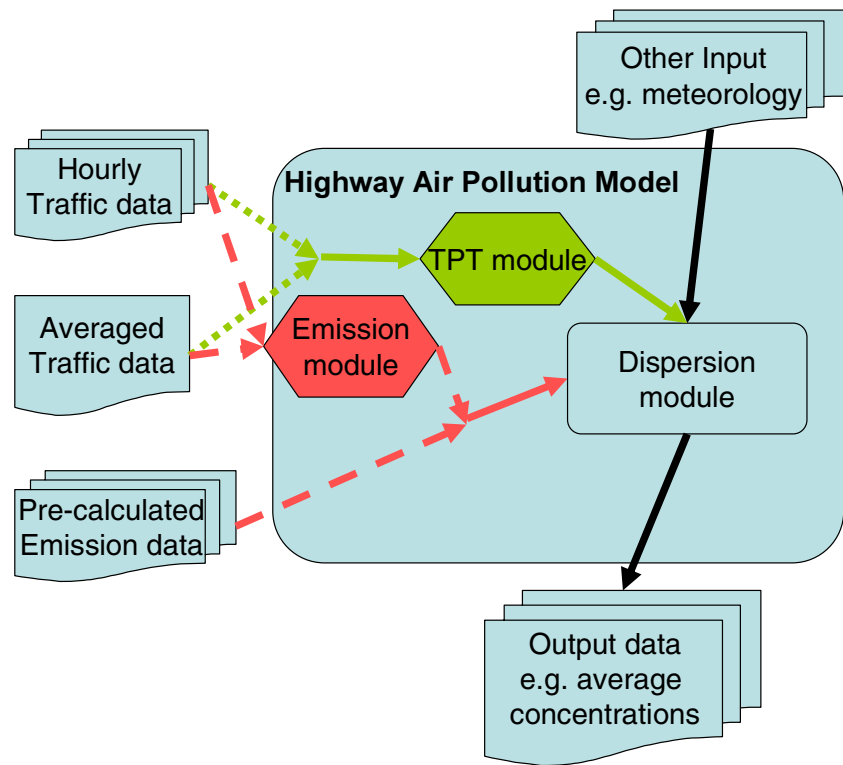 Other Input
e.g. meteorology
Hourly
Traffic data
Highway Air Pollution Model
TPT module
Averaged
Traffic data
Emission
module
Dispersion
module
Pre-calculated
Emission data
Output data
e.g. average
concentrations